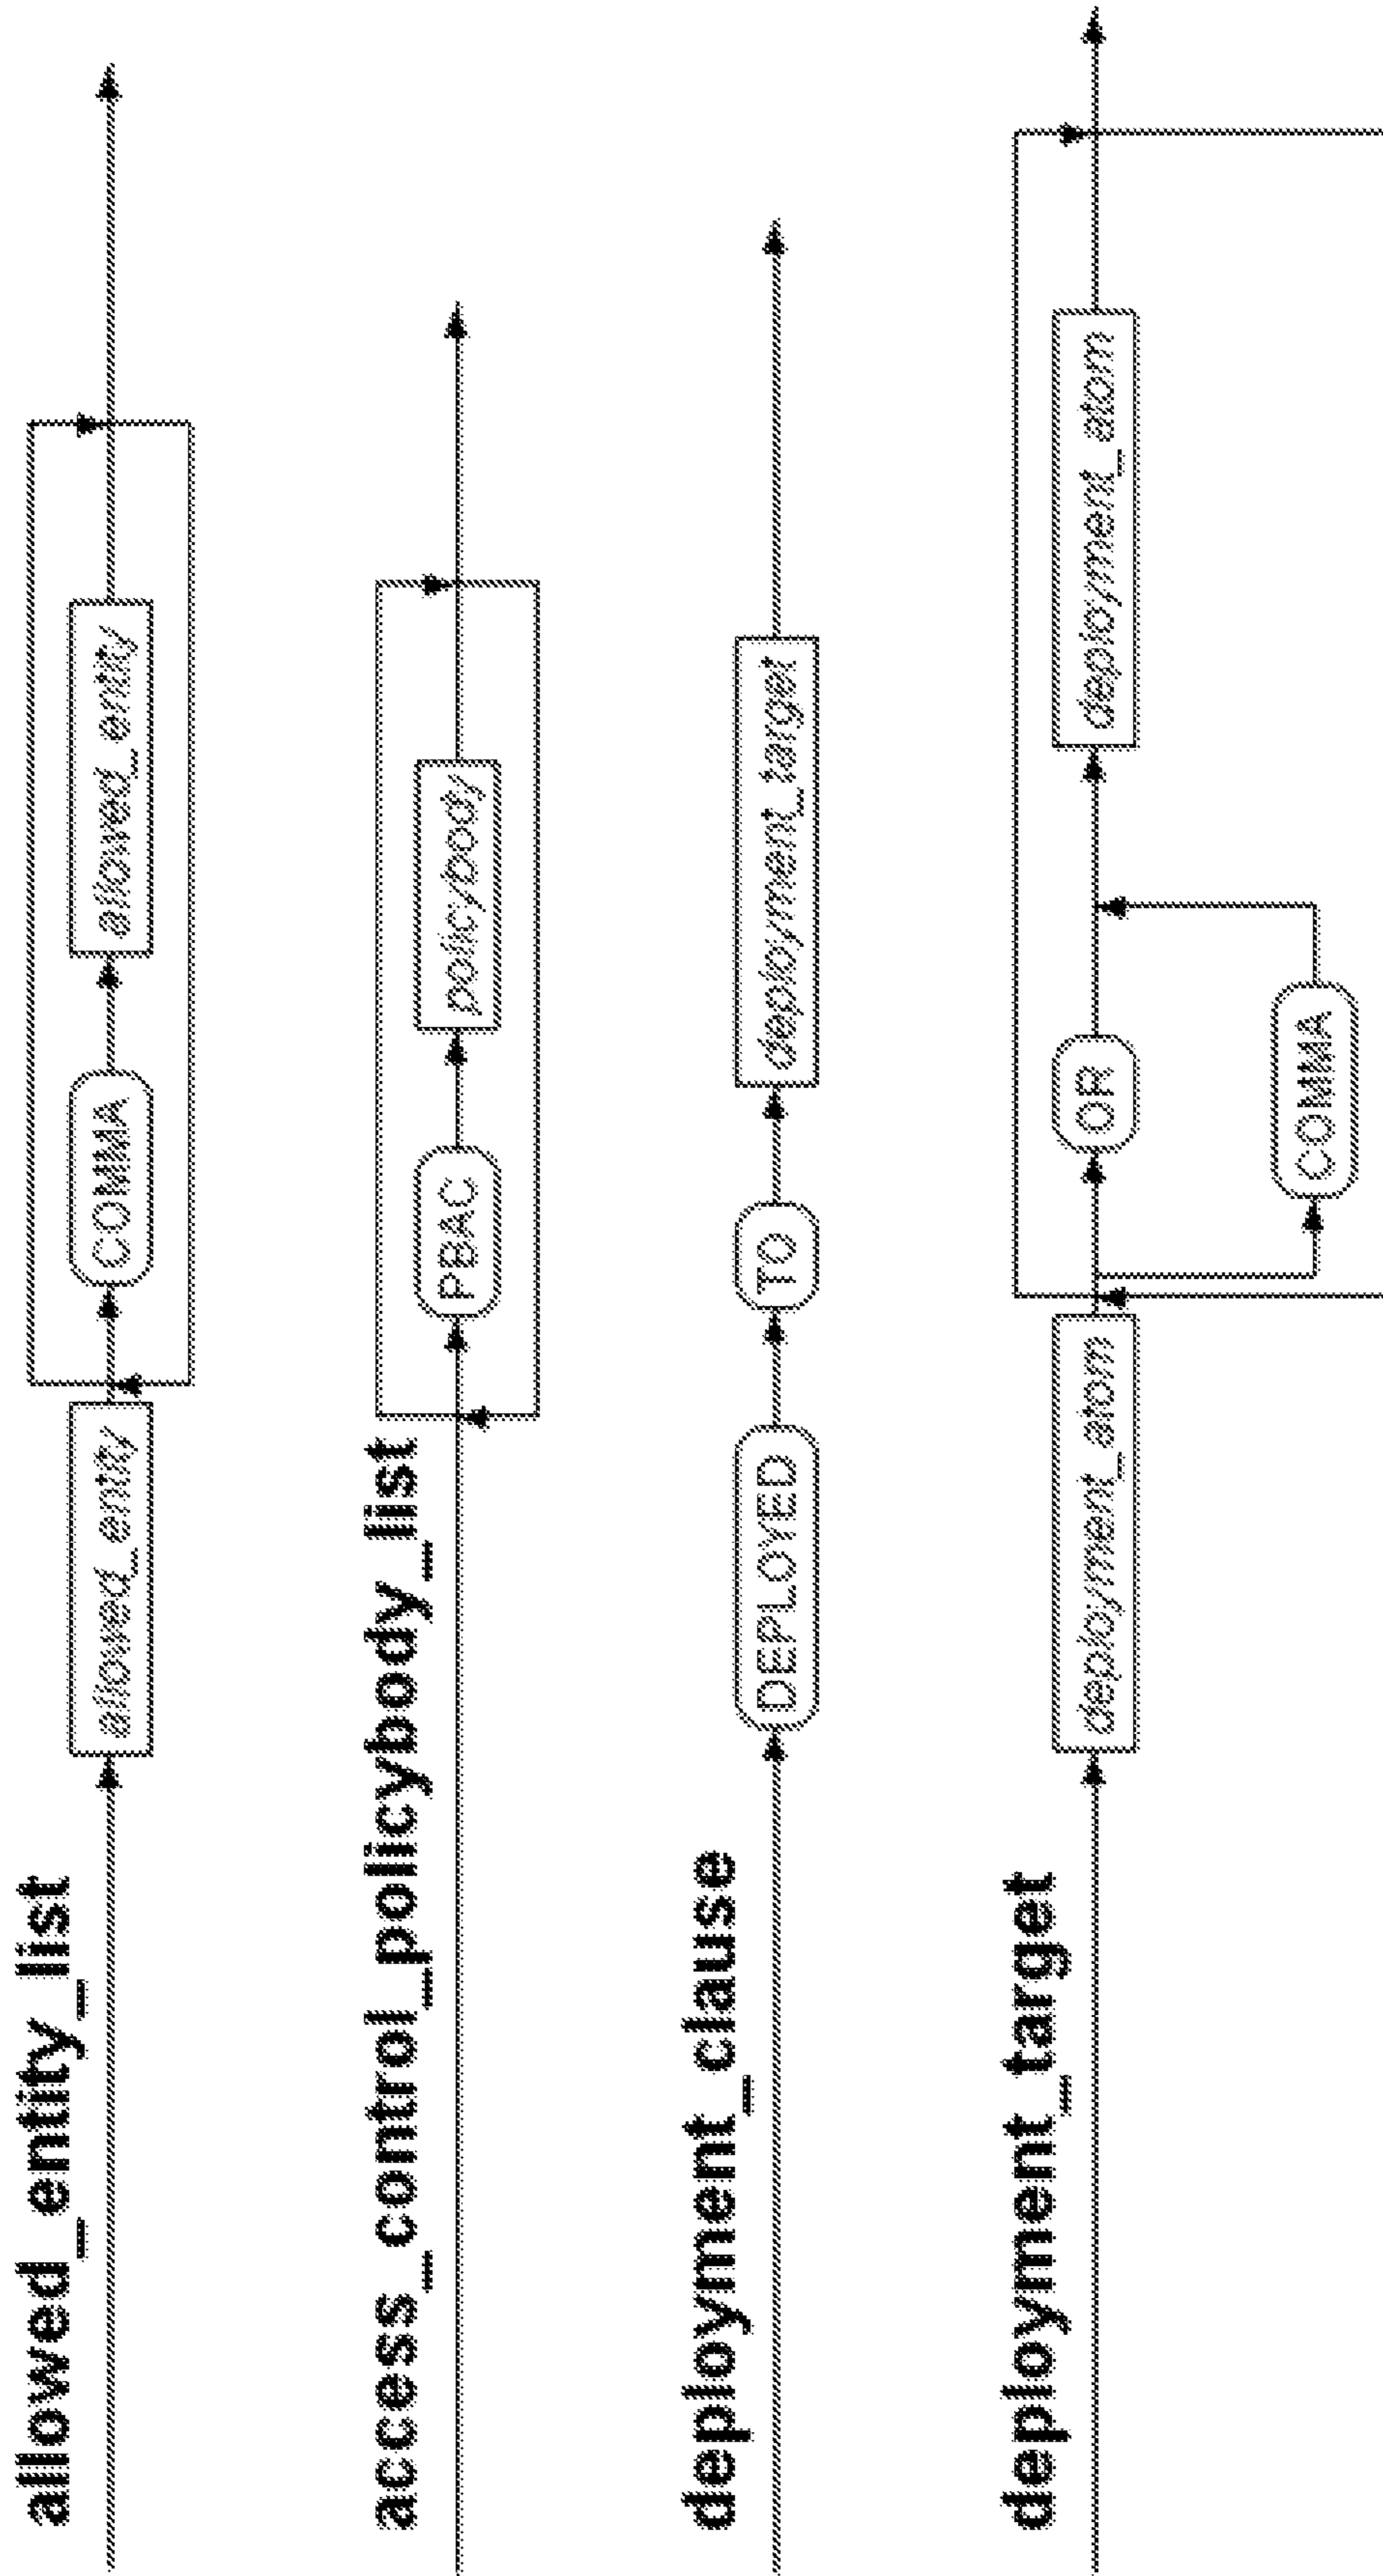 allowed_entity_list
allowed_entity COMMA allowed_entity
access_control_policybody_list
PBAC policybody
deployment_clause
DEPLOYED TO deployment_target
deployment_target
deployment_atom OR deployment_atom
COMMA